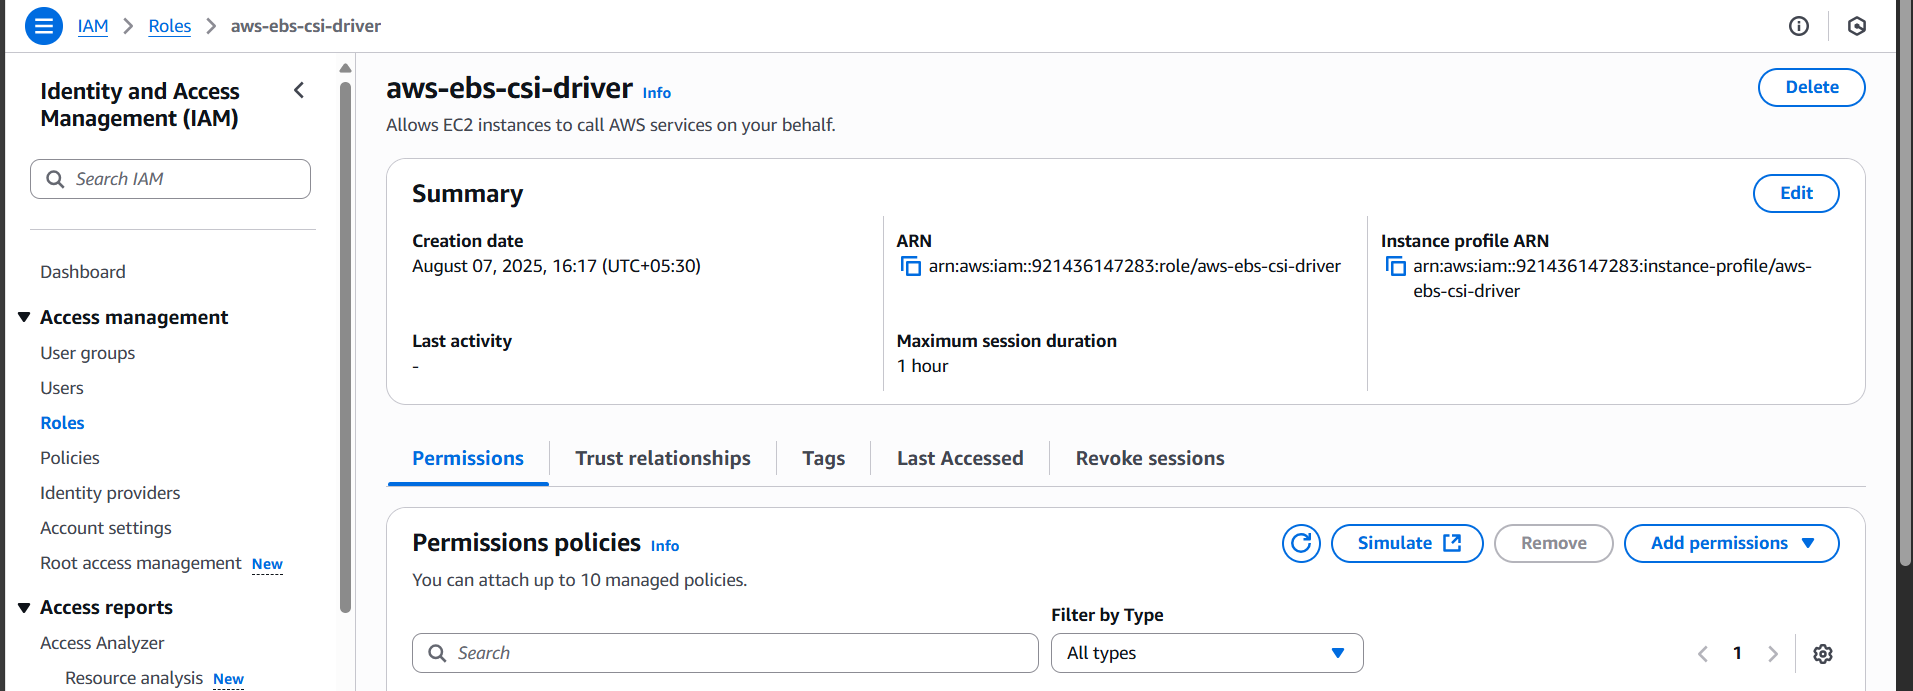 IAM > Roles > aws-ebs-csi-driver
Identity and Access
Management (IAM)
Search IAM
Dashboard
Access management
User groups
Users
Roles
Policies
Identity providers
Account settings
Root access management New
Access reports
Access Analyzer
Resource analysis New
aws-ebs-csi-driver Info
Delete
Allows EC2 instances to call AWS services on your behalf.
Summary
Edit
Creation date
August 07, 2025, 16:17 (UTC+05:30)
ARN
arn:aws:iam::921436147283:role/aws-ebs-csi-driver
Instance profile ARN
arn:aws:iam::921436147283:instance-profile/aws-
ebs-csi-driver
Last activity
-
Maximum session duration
1 hour
Permissions
Trust relationships
Tags
Last Accessed
Revoke sessions
Permissions policies Info
Simulate
Remove
Add permissions
You can attach up to 10 managed policies.
Filter by Type
Search
All types
1